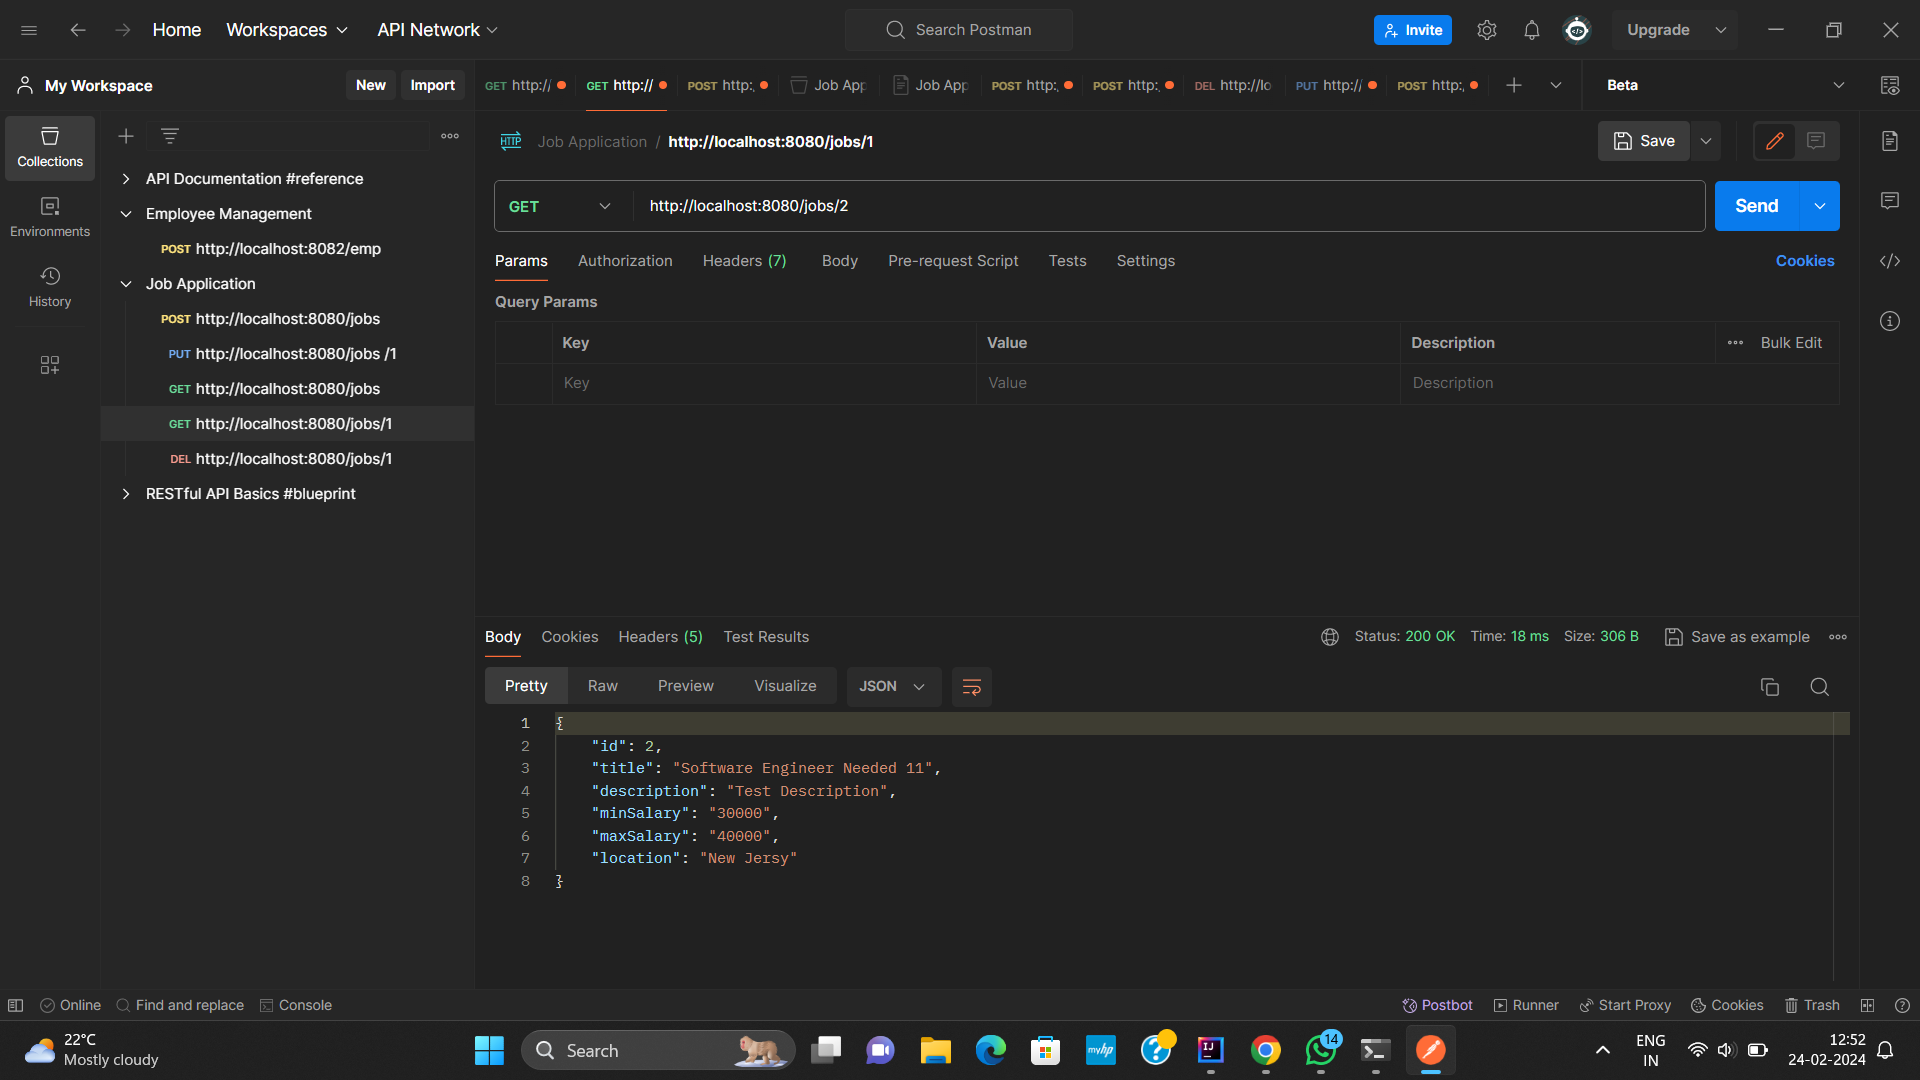 Home
Workspaces
API Network
Search Postman
Invite
Upgrade
My Workspace
New
Import
GET http:/
GET http://
POST http:
Job App
Job App
POST http:
POST http:
DEL http://lo
PUT http://
POST http:
Beta
Collections
Environments
History
API Documentation #reference
Employee Management
POST http://localhost:8082/emp
Job Application
POST http://localhost:8080/jobs
PUT http://localhost:8080/jobs /1
GET http://localhost:8080/jobs
GET http://localhost:8080/jobs/1
DEL http://localhost:8080/jobs/1
RESTful API Basics #blueprint
HTTP
Job Application / http://localhost:8080/jobs/1
Save
GET
http://localhost:8080/jobs/2
Send
Params
Authorization
Headers (7)
Body
Pre-request Script
Tests
Settings
Cookies
Query Params
Key
Value
Description
Bulk Edit
Key
Value
Description
Body
Cookies
Headers (5)
Test Results
Status: 200 OK
Time: 18 ms
Size: 306 B
Save as example
Pretty
Raw
Preview
Visualize
JSON
1 {
2 "id": 2,
3 "title": "Software Engineer Needed 11",
4 "description": "Test Description",
5 "minSalary": "30000",
6 "maxSalary": "40000",
7 "location": "New Jersy"
8 }
Online
Find and replace
Console
Postbot
Runner
Start Proxy
Cookies
Trash
22°C
Mostly cloudy
Search
myhp
IJ
14
ENG
IN
12:52
24-02-2024